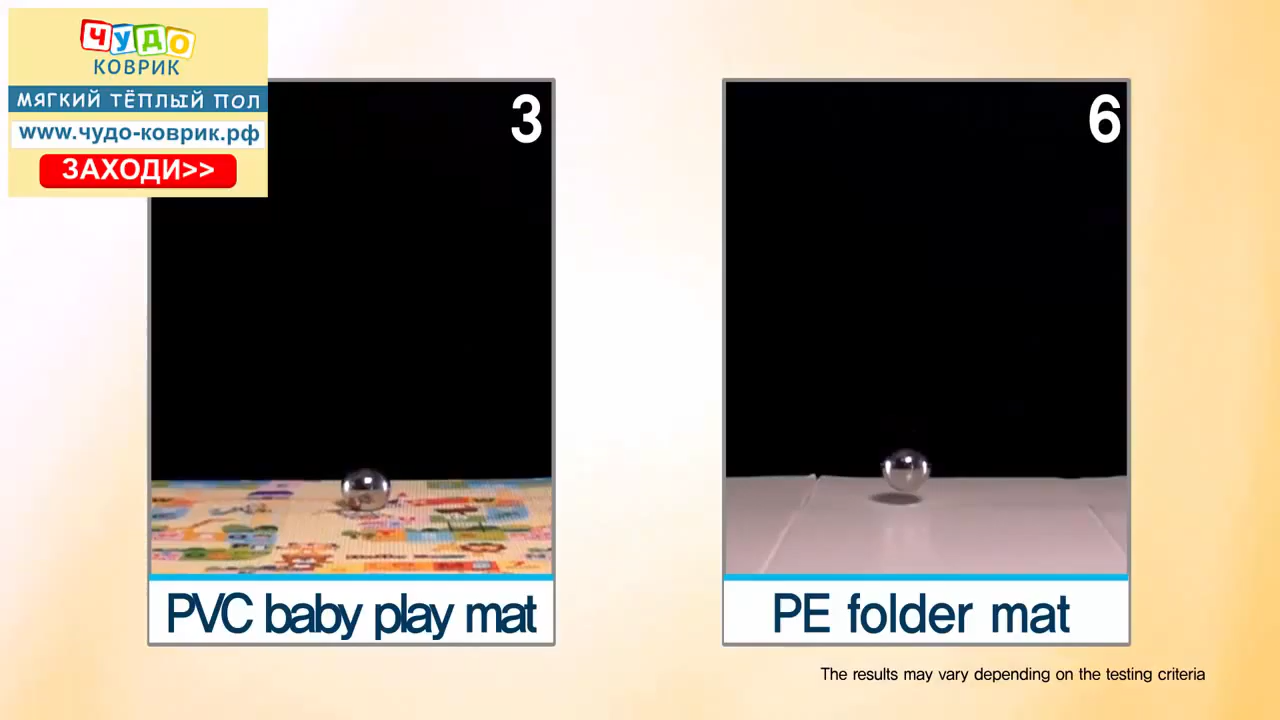 ЧУДО
КОВРИК
МЯГКИЙ ТЁПЛЫЙ ПОЛ
www.чудо-коврик.рф
ЗАХОДИ>>
3
6
PVC baby play mat
PE folder mat
The results may vary depending on the testing criteria